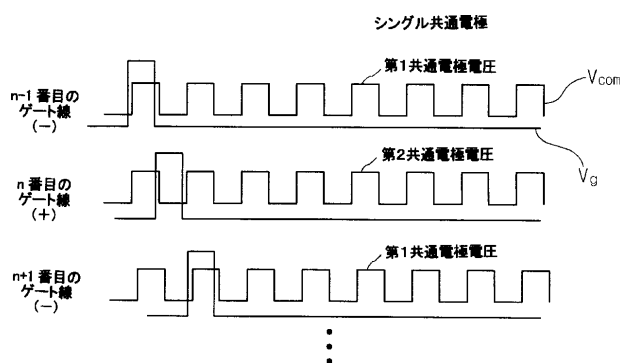 シングル共通電極
第1共通電極電圧
Vcom
n-1 番目の
ゲート線
(−)
第2共通電極電圧
Vg
n 番目の
ゲート線
(+)
第1共通電極電圧
n+1 番目の
ゲート線
(−)